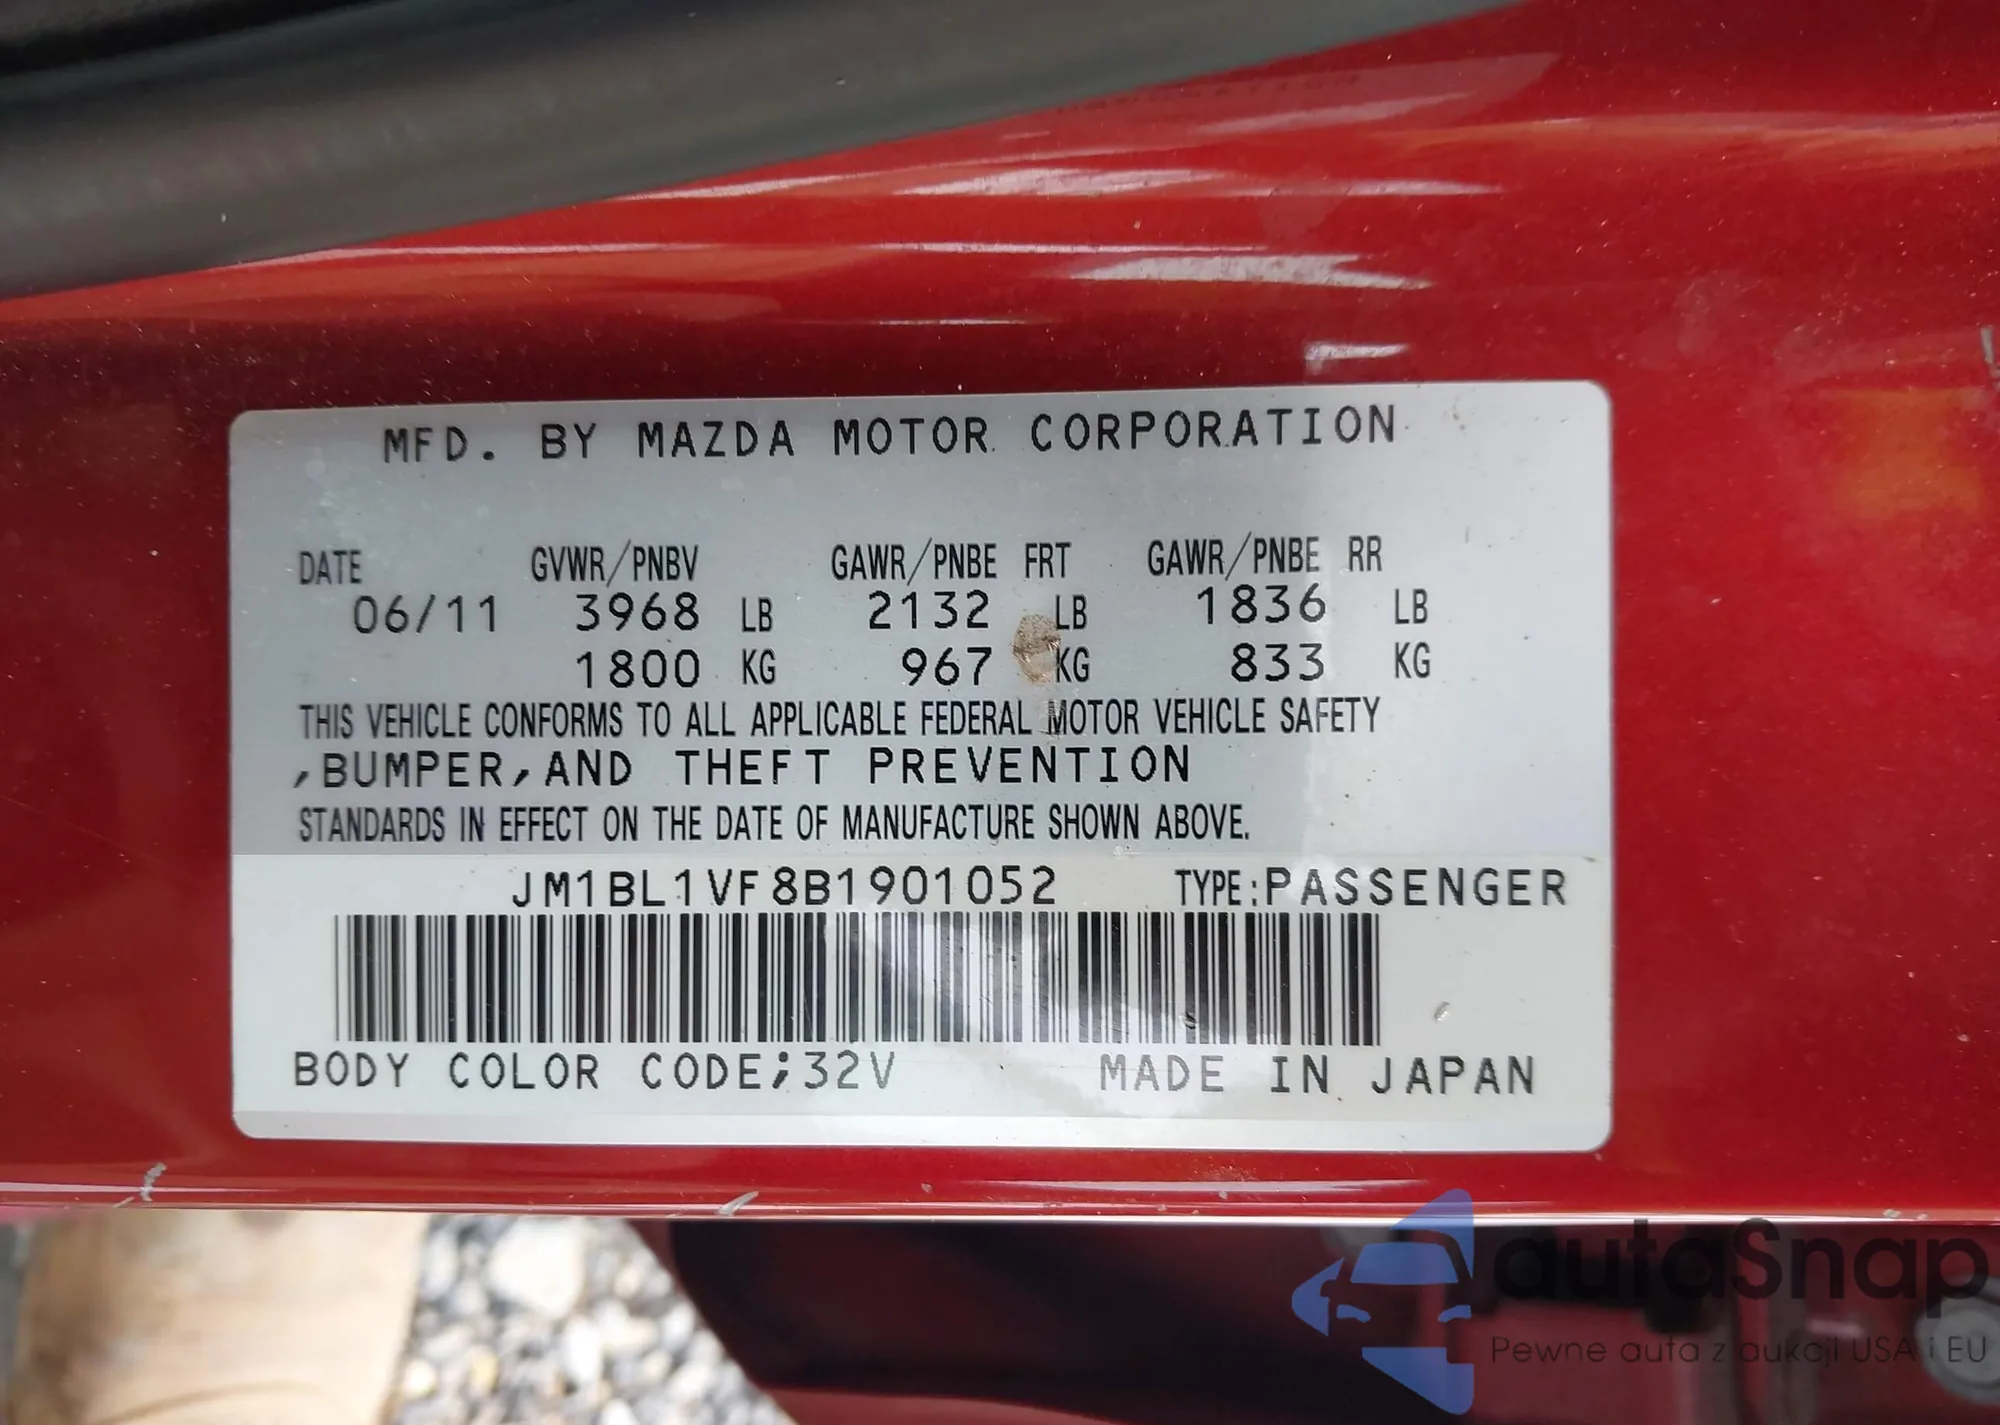 MFD. BY MAZDA MOTOR CORPORATION
DATE GVWR/PNBV GAWR/PNBE FRT GAWR/PNBE RR
06/11 3968 LB 2132 LB 1836 LB
1800 KG 967 KG 833 KG
THIS VEHICLE CONFORMS TO ALL APPLICABLE FEDERAL MOTOR VEHICLE SAFETY
,BUMPER,AND THEFT PREVENTION
STANDARDS IN EFFECT ON THE DATE OF MANUFACTURE SHOWN ABOVE.
JM1BL1VF8B1901052 TYPE:PASSENGER
BODY COLOR CODE;32V MADE IN JAPAN
autaSnap
Pewne auta z aukcji USA i EU